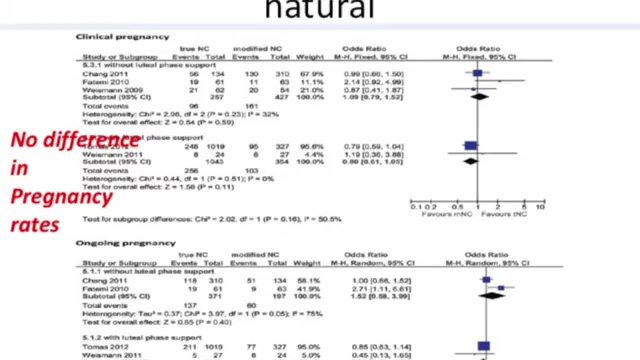 natural
Clinical pregnancy
true NC modified NC Odds Ratio Odds Ratio
Study or Subgroup Events Total Events Total Weight M-H, Fixed, 95% CI M-H, Fixed, 95% CI
5.3.1 without luteal phase support
Chang 2011 56 134 130 310 67.9% 0.99 [0.66, 1.50]
Fatemi 2010 19 61 11 63 2.14 [0.92, 4.99]
Weismann 2009 21 62 20 54 0.87 [0.41, 1.87]
Subtotal (95% CI) 257 427 100.0% 1.09 [0.79, 1.52]
Total events 96 161
Heterogeneity: Chi² = 2.96, df = 2 (P = 0.23); I² = 32%
Test for overall effect: Z = 0.54 (P = 0.59)
No difference
in
Pregnancy
rates
luteal phase support
248 1019 95 327 0.79 [0.59, 1.04]
Weismann 2011 8 24 8 27 4.4% 1.19 [0.36, 3.88]
Subtotal (95% CI) 1043 354 100.0%
Total events 256 103
Heterogeneity: Chi² = 0.44, df = 1 (P = 0.51); I² = 0%
Test for overall effect: Z = 1.58 (P = 0.11)
Test for subgroup differences: Chi² = 2.02, df = 1 (P = 0.16), I² = 50.5%
0.1 0.2 0.5 1 2 5 10
Favours mNC Favours tNC
Ongoing pregnancy
true NC modified NC Odds Ratio Odds Ratio
Study or Subgroup Events Total Events Total Weight M-H, Random, 95% CI M-H, Random, 95% CI
5.1.1 without luteal phase support
Chang 2011 118 310 51 134 58.1% 1.00 [0.66, 1.52]
Fatemi 2010 19 61 9 63 41.9% 2.71 [1.11, 6.61]
Subtotal (95% CI) 371 197 100.0% 1.52 [0.58, 3.99]
Total events 137 60
Heterogeneity: Tau² = 0.37; Chi² = 3.97, df = 1 (P = 0.05); I² = 75%
Test for overall effect: Z = 0.85 (P = 0.40)
5.1.2 with luteal phase support
Tomas 2012 211 1019 77 327 95.0% 0.85 [0.63, 1.14]
Weismann 2011 5 27 8 24 0.45 [0.13, 1.65]